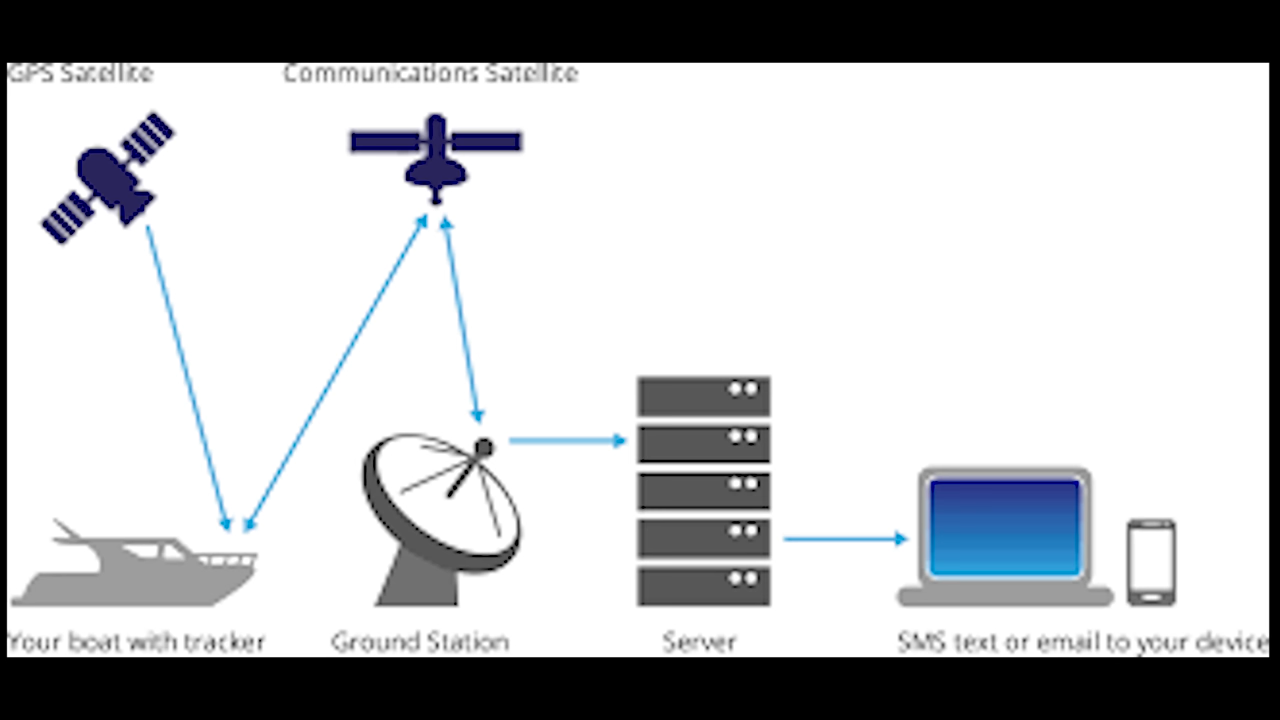 GPS Satellite
Communications Satellite
Your boat with tracker
Ground Station
Server
SMS text or email to your device